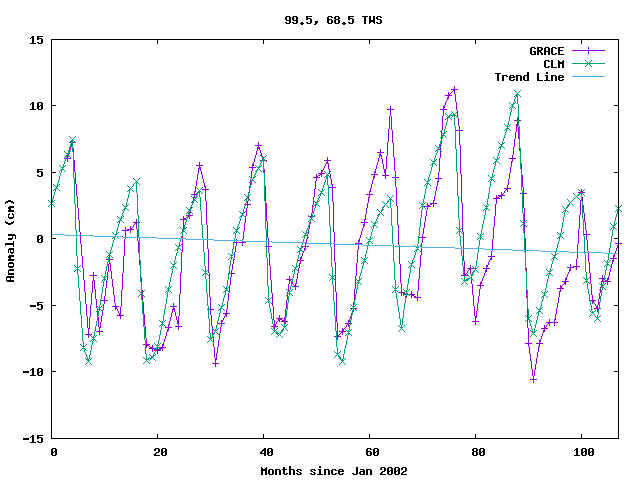 99.5, 68.5 TWS
GRACE
CLM
Trend Line
15
10
5
0
-5
-10
-15
Anomaly (cm)
0 20 40 60 80 100
Months since Jan 2002